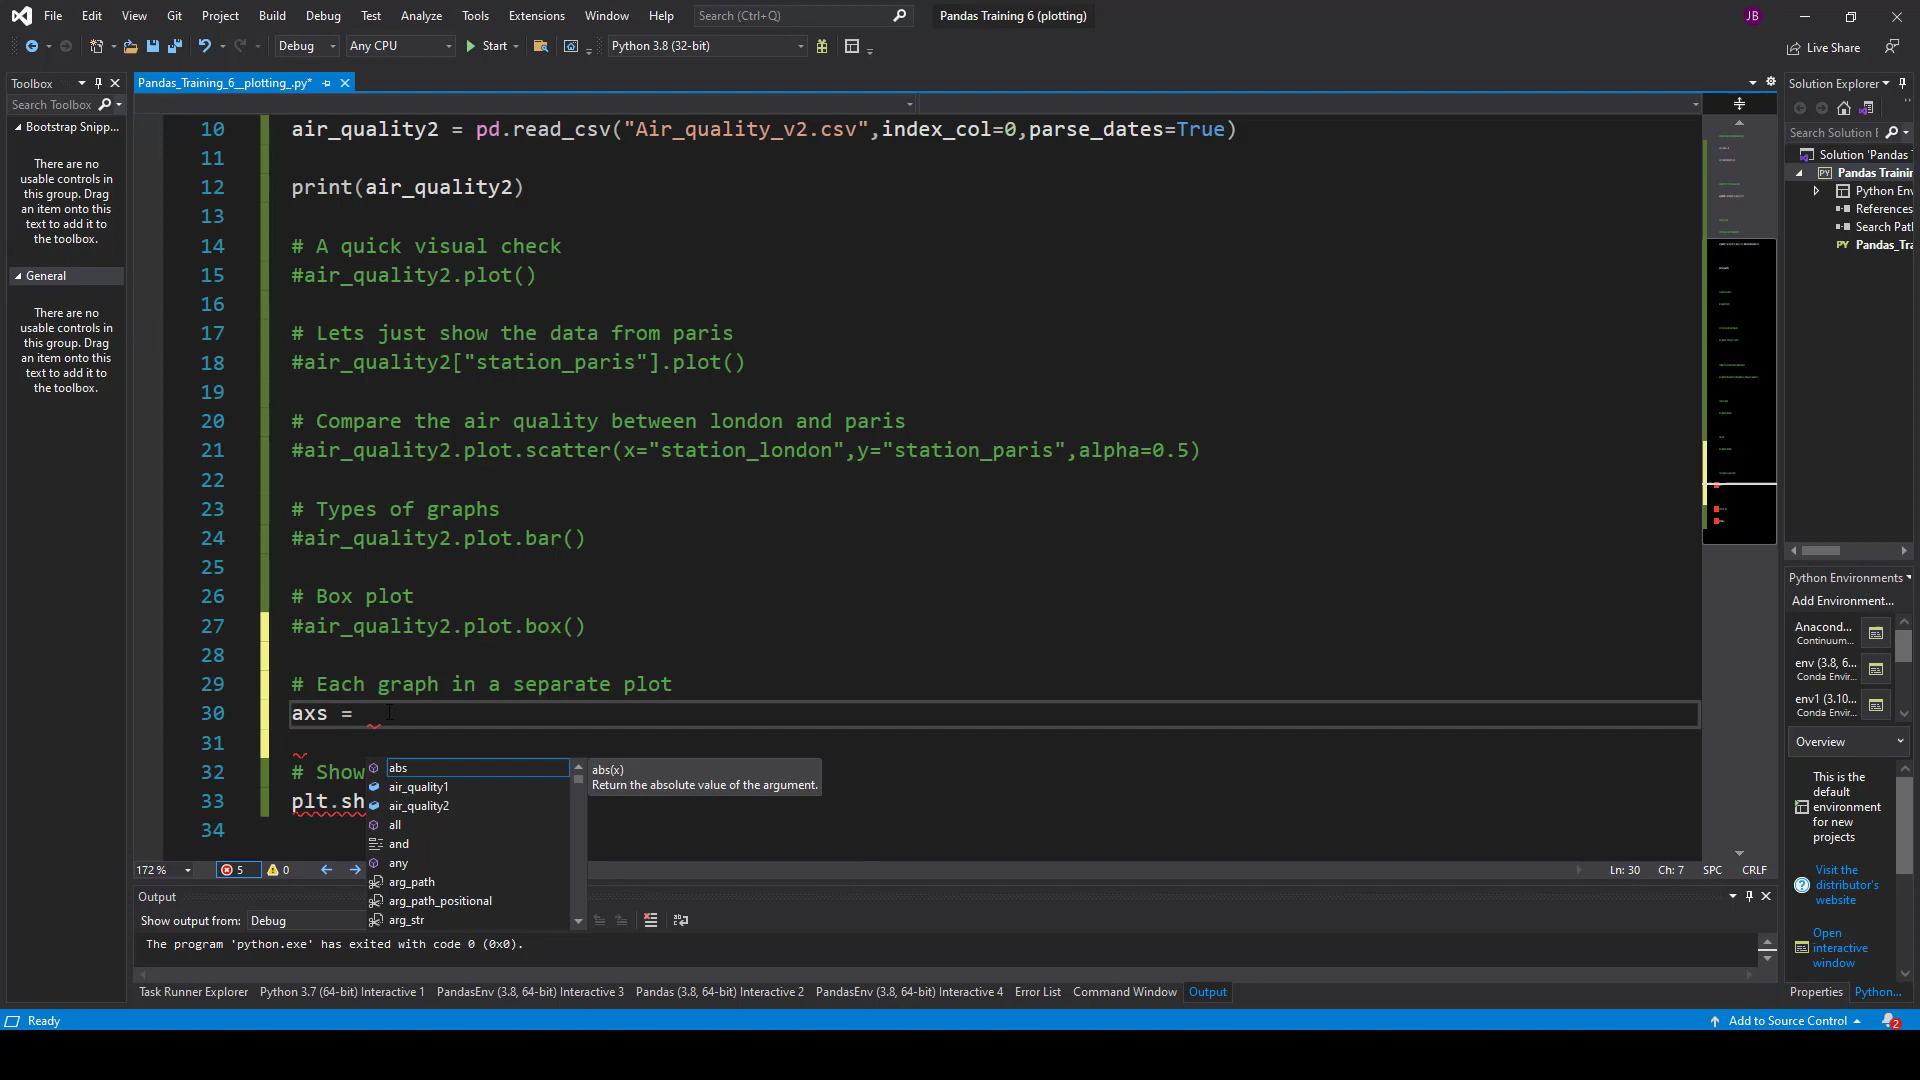 File Edit View Git Project Build Debug Test Analyze Tools Extensions Window Help Search (Ctrl+Q) Pandas Training 6 (plotting) JB
Debug Any CPU Start Python 3.8 (32-bit) Live Share
Toolbox
Search Toolbox
Bootstrap Snipp...
There are no
usable controls in
this group. Drag
an item onto this
text to add it to
the toolbox.
General
There are no
usable controls in
this group. Drag
an item onto this
text to add it to
the toolbox.
Pandas_Training_6__plotting_.py*
10 air_quality2 = pd.read_csv("Air_quality_v2.csv",index_col=0,parse_dates=True)
11
12 print(air_quality2)
13
14 # A quick visual check
15 #air_quality2.plot()
16
17 # Lets just show the data from paris
18 #air_quality2["station_paris"].plot()
19
20 # Compare the air quality between london and paris
21 #air_quality2.plot.scatter(x="station_london",y="station_paris",alpha=0.5)
22
23 # Types of graphs
24 #air_quality2.plot.bar()
25
26 # Box plot
27 #air_quality2.plot.box()
28
29 # Each graph in a separate plot
30 axs =
31
32 # Show
33 plt.sh
34
abs
air_quality1
air_quality2
all
and
any
arg_path
arg_path_positional
arg_str
abs(x)
Return the absolute value of the argument.
172 % 5 0 Ln: 30 Ch: 7 SPC CRLF
Output
Show output from: Debug
The program 'python.exe' has exited with code 0 (0x0).
Task Runner Explorer Python 3.7 (64-bit) Interactive 1 PandasEnv (3.8, 64-bit) Interactive 3 Pandas (3.8, 64-bit) Interactive 2 PandasEnv (3.8, 64-bit) Interactive 4 Error List Command Window Output
Solution Explorer
Search Solution E
Solution 'Pandas
Pandas Trainin
Python Env
References
Search Pat
Pandas_Tra
Python Environments
Add Environment...
Anacond...
Continuum...
env (3.8, 6...
Conda Envir...
env1 (3.10...
Conda Envir...
Overview
This is the
default
environment
for new
projects
Visit the
distributor's
website
Open
interactive
window
Properties Python...
Ready Add to Source Control 2